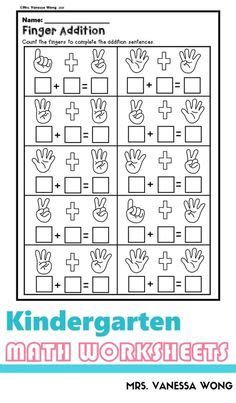 ©Mrs. Vanessa Wong
Name:
Finger Addition
Count the fingers to complete the addition sentences.
+ =
+ =
+ =
+ =
+ =
+ =
+ =
+ =
+ =
+ =
Kindergarten
MATH WORKSHEETS
MRS. VANESSA WONG